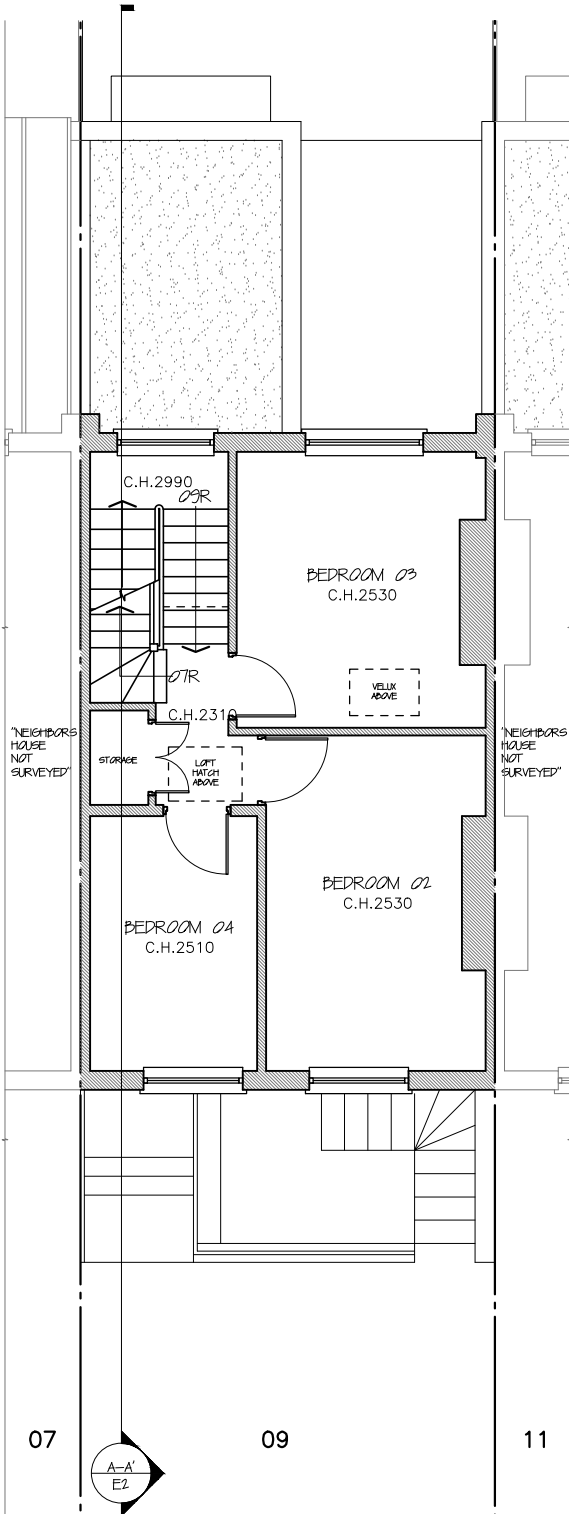 C.H.2990
09R
BEDROOM 03
C.H.2530
07R
VELUX
ABOVE
C.H.2310
"NEIGHBORS
HOUSE
NOT
SURVEYED"
STORAGE
LOFT
HATCH
ABOVE
"NEIGHBORS
HOUSE
NOT
SURVEYED"
BEDROOM 02
C.H.2530
BEDROOM 04
C.H.2510
07
09
11
A-A'
E2